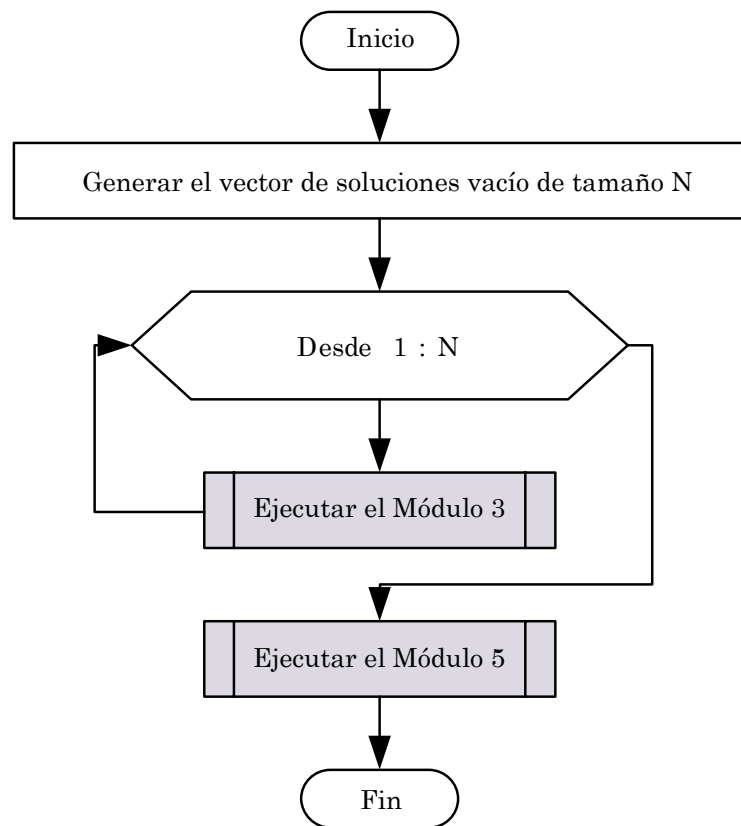 Inicio
Generar el vector de soluciones vacío de tamaño N
Desde 1 : N
Ejecutar el Módulo 3
Ejecutar el Módulo 5
Fin